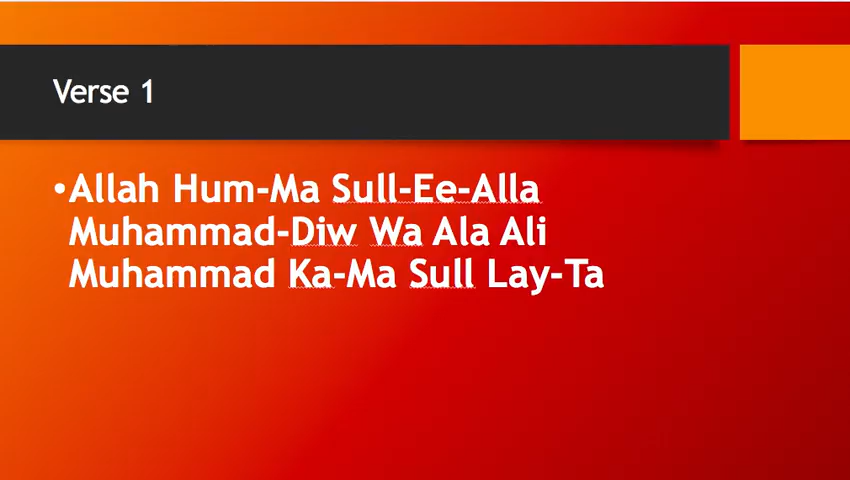 Verse 1
•Allah Hum-Ma Sull-Ee-Alla
Muhammad-Diw Wa Ala Ali
Muhammad Ka-Ma Sull Lay-Ta